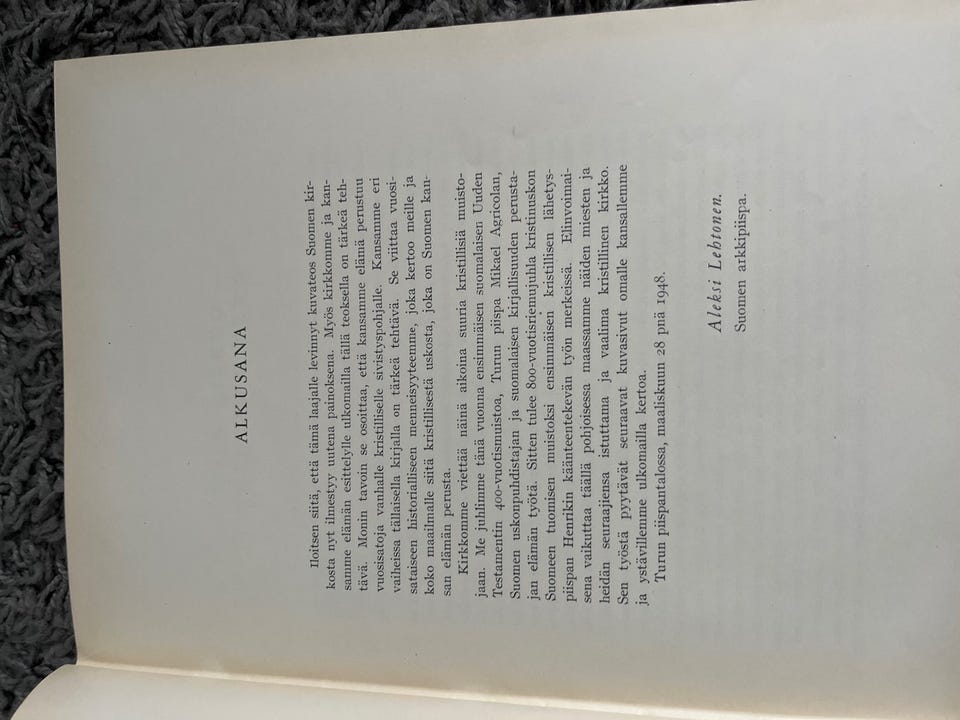 ALKUSANA
Iloitsen siitä, että tämä laajalle levinnyt kuvateos Suomen kir-
kosta nyt ilmestyy uutena painoksena. Myös kirkkomme ja kan-
samme elämän esittelylle ulkomailla tällä teoksella on tärkeä teh-
tävä. Monin tavoin se osoittaa, että kansamme elämä perustuu
vuosisatoja vanhalle kristilliselle sivistyspohjalle. Kansamme eri
vaiheissa tällaisella kirjalla on tärkeä tehtävä. Se viittaa vuosi-
sataiseen historialliseen menneisyyteemme, joka kertoo meille ja
koko maailmalle siitä kristillisestä uskosta, joka on Suomen kan-
san elämän perusta.
Kirkkomme viettää näinä aikoina suuria kristillisiä muisto-
jaan. Me juhlimme tänä vuonna ensimmäisen suomalaisen Uuden
Testamentin 400-vuotismuistoa, Turun piispa Mikael Agricolan,
Suomen uskonpuhdistajan ja suomalaisen kirjallisuuden perusta-
jan elämän työtä. Sitten tulee 800-vuotisriemujuhla kristinuskon
Suomeen tuomisen muistoksi ensimmäisen kristillisen lähetys-
piispan Henrikin käänteentekevän työn merkeissä. Elinvoimai-
sena vaikuttaa täällä pohjoisessa maassamme näiden miesten ja
heidän seuraajiensa istuttama ja vaalima kristillinen kirkko.
Sen työstä pyytävät seuraavat kuvasivut omalle kansallemme
ja ystävillemme ulkomailla kertoa.
Turun piispantalossa, maaliskuun 28 pnä 1948.
Aleksi Lehtonen.
Suomen arkkipiispa.